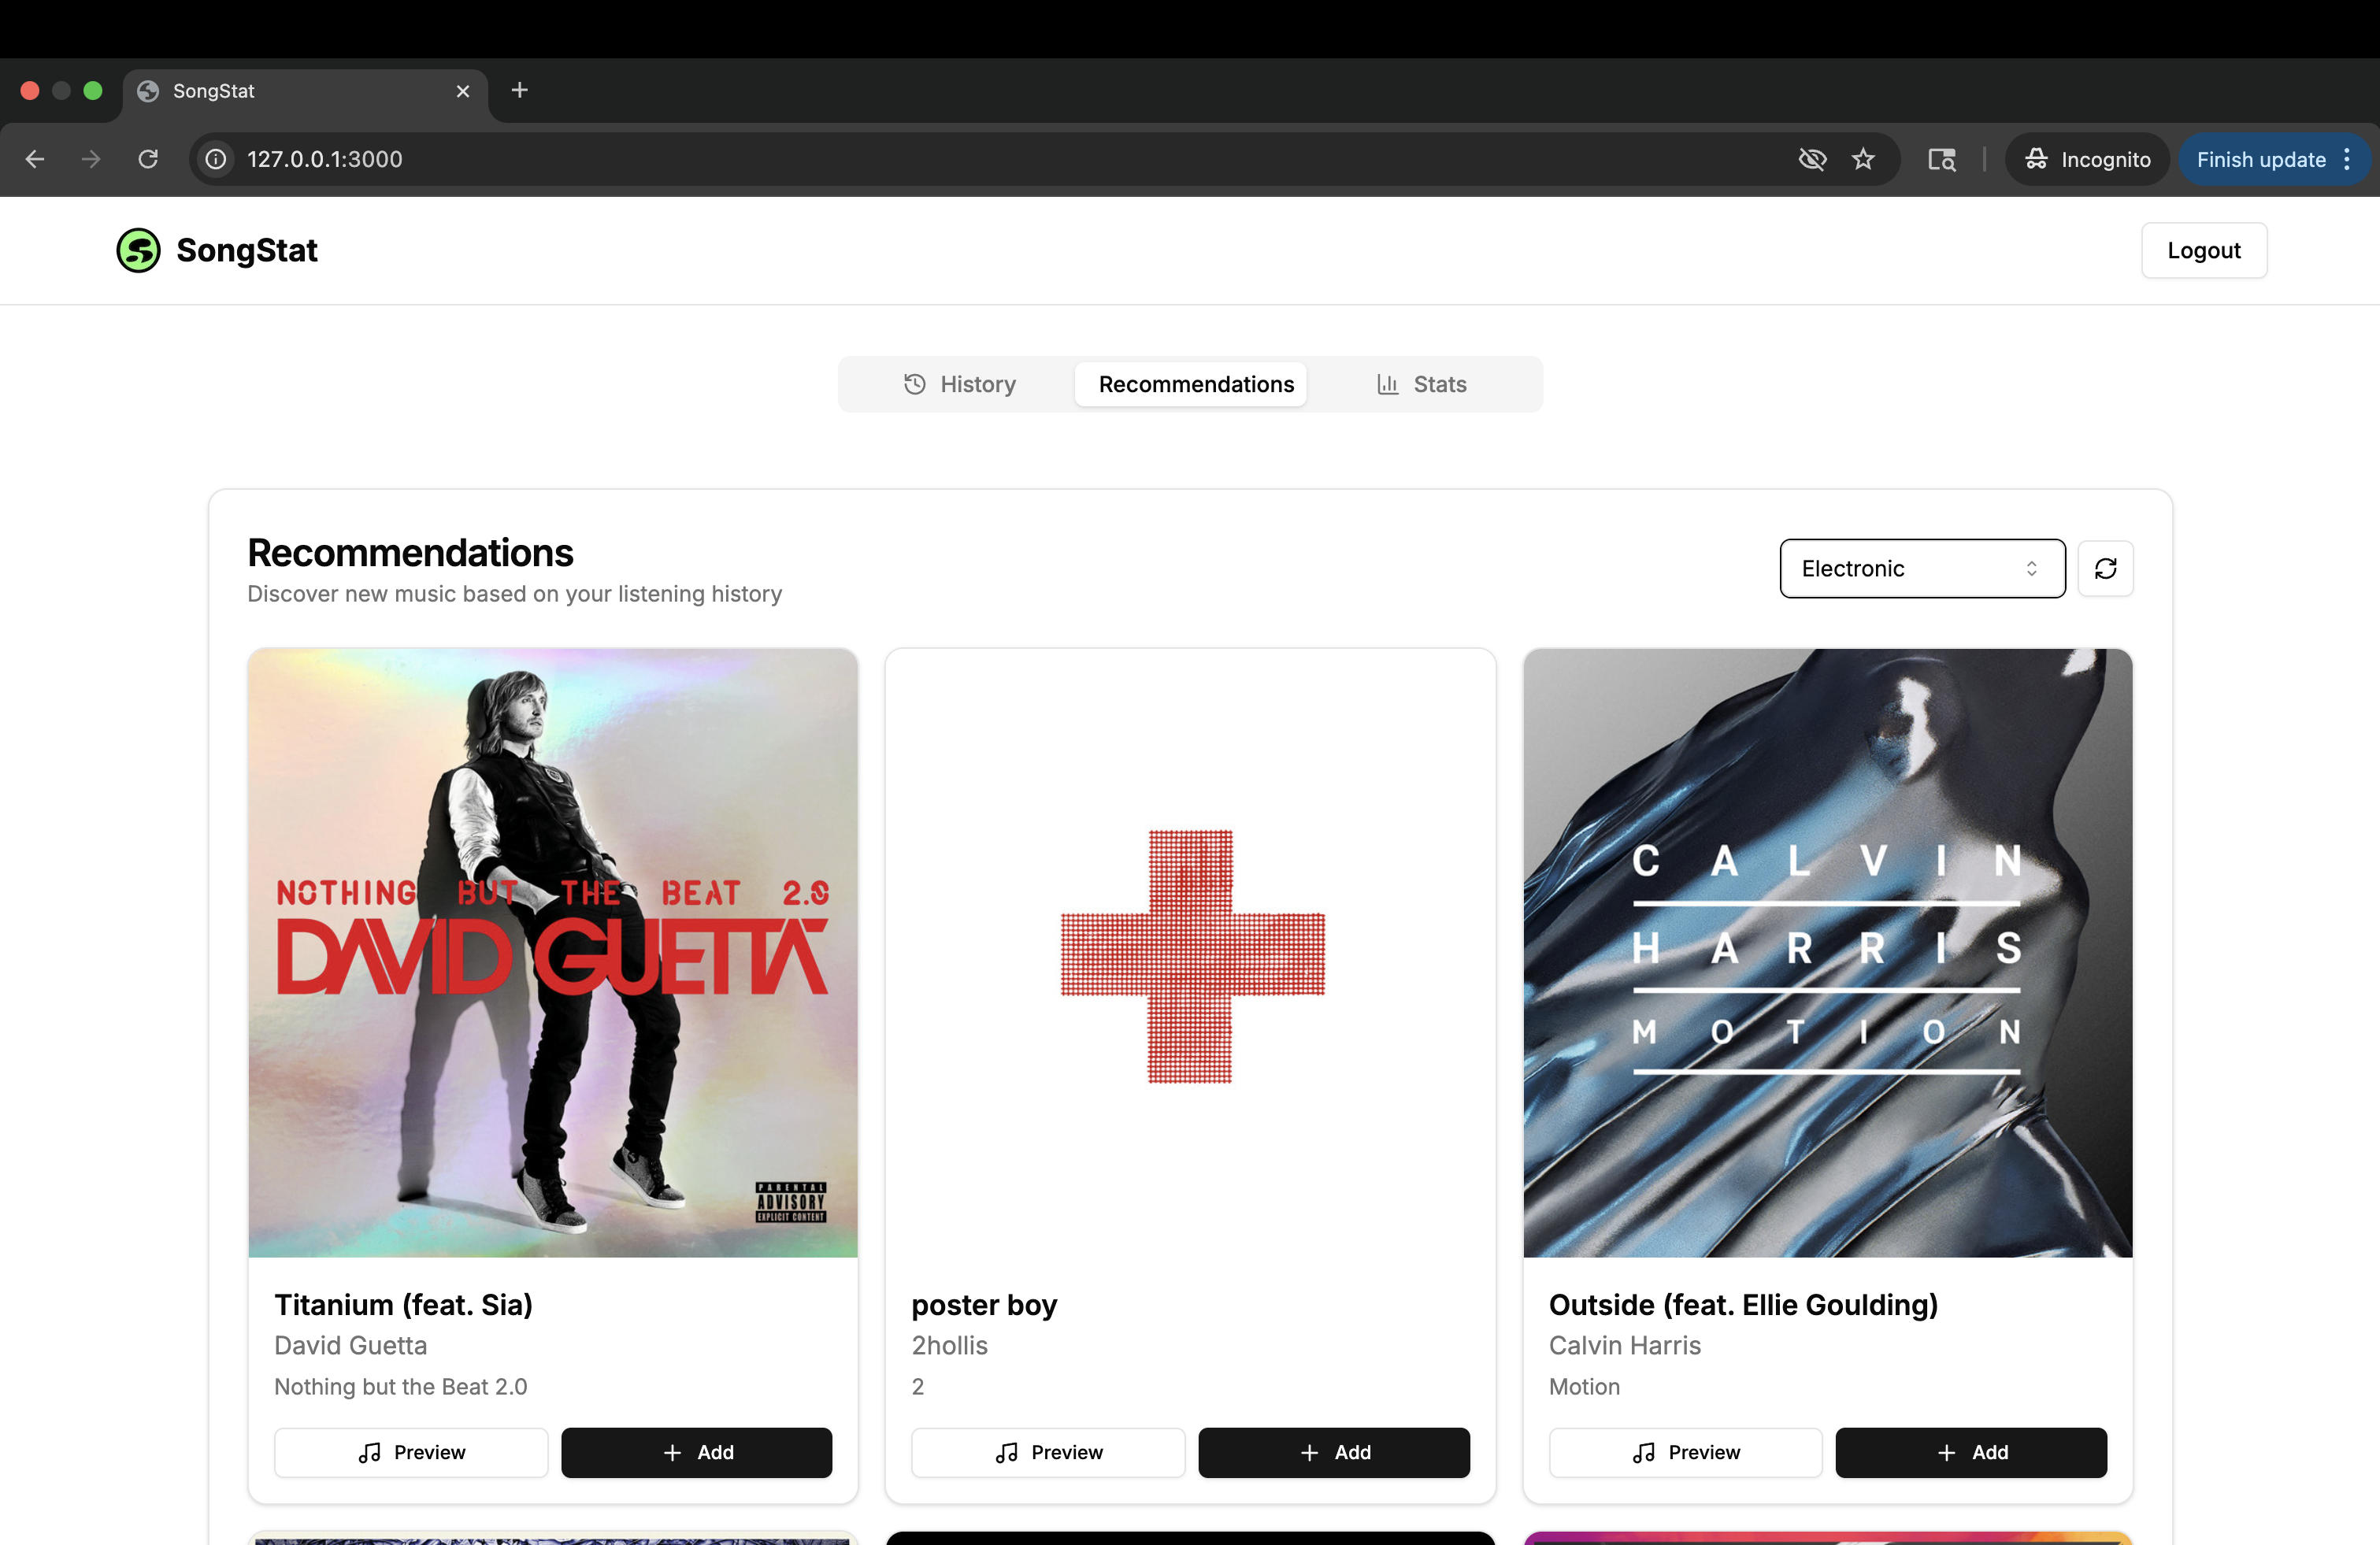 SongStat
127.0.0.1:3000
Incognito
Finish update
SongStat
Logout
History
Recommendations
Stats
Recommendations
Discover new music based on your listening history
Electronic
NOTHING BUT THE BEAT 2.0
DAVID GUETTA
PARENTAL
ADVISORY
EXPLICIT CONTENT
CALVIN
HARRIS
MOTION
Titanium (feat. Sia)
David Guetta
Nothing but the Beat 2.0
Preview
Add
poster boy
2hollis
2
Preview
Add
Outside (feat. Ellie Goulding)
Calvin Harris
Motion
Preview
Add